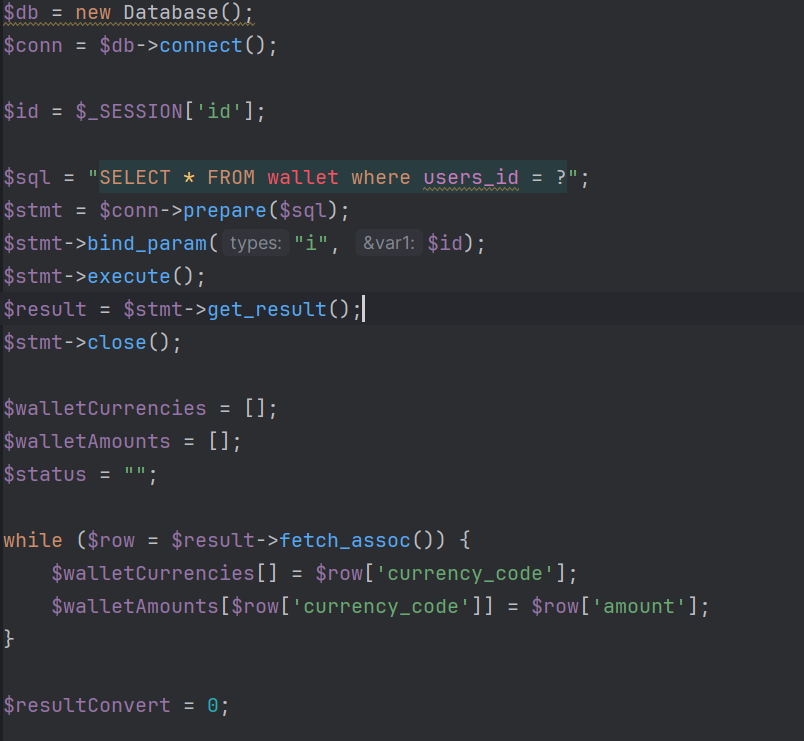 $db = new Database();
$conn = $db->connect();
$id = $_SESSION['id'];
$sql = "SELECT * FROM wallet where users_id = ?";
$stmt = $conn->prepare($sql);
$stmt->bind_param( types: "i", &var1: $id);
$stmt->execute();
$result = $stmt->get_result();
$stmt->close();
$walletCurrencies = [];
$walletAmounts = [];
$status = "";
while ($row = $result->fetch_assoc()) {
    $walletCurrencies[] = $row['currency_code'];
    $walletAmounts[$row['currency_code']] = $row['amount'];
}
$resultConvert = 0;